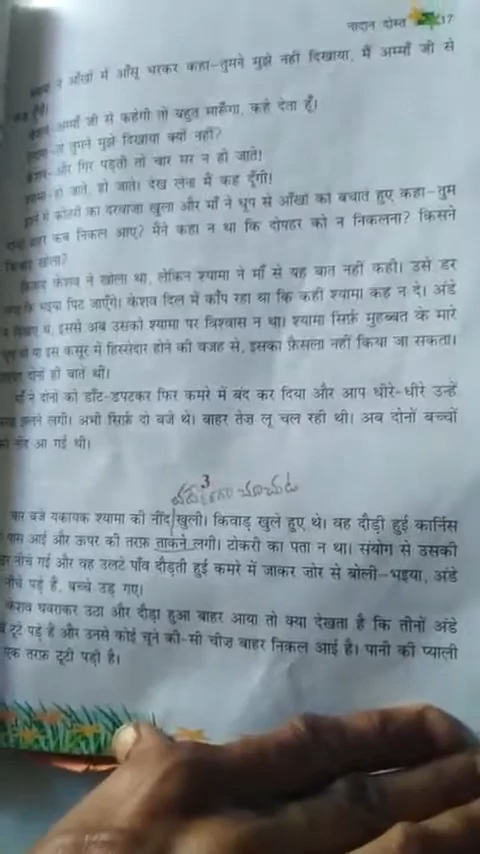 नादान दोस्त 17
ने आँखों में आँसू भरकर कहा-तुमने मुझे नहीं दिखाया, मैं अम्माँ जी से
अम्माँ जी से कहेगी तो बहुत मारूँगा, कहे देता हूँ।
तुमने मुझे दिखाया क्यों नहीं?
और गिर पड़ती तो चार सर न हो जाते!
हो जाते, हो जाते। देख लेना मैं कह दूँगी!
में कोठरी का दरवाज़ा खुला और माँ ने धूप से आँखों को बचाते हुए कहा-तुम
बाहर कब निकल आए? मैंने कहा न था कि दोपहर को न निकलना? किसने
खोला?
किवाड़ केशव ने खोला था, लेकिन श्यामा ने माँ से यह बात नहीं कही। उसे डर
कि भइया पिट जाएँगे। केशव दिल में काँप रहा था कि कहीं श्यामा कह न दे। अंडे
न दिखाए थे, इससे अब उसको श्यामा पर विश्वास न था। श्यामा सिर्फ़ मुहब्बत के मारे
थी या इस कसूर में हिस्सेदार होने की वजह से, इसका फ़ैसला नहीं किया जा सकता।
दोनों ही बातें थीं।
माँ ने दोनों को डाँट-डपटकर फिर कमरे में बंद कर दिया और आप धीरे-धीरे उन्हें
झलने लगी। अभी सिर्फ़ दो बजे थे। बाहर तेज़ लू चल रही थी। अब दोनों बच्चों
को नींद आ गई थी।
3
चार बजे यकायक श्यामा की नींद खुली। किवाड़ खुले हुए थे। वह दौड़ी हुई कार्निस
पास आई और ऊपर की तरफ़ ताकने लगी। टोकरी का पता न था। संयोग से उसकी
नीचे गई और वह उलटे पाँव दौड़ती हुई कमरे में जाकर ज़ोर से बोली-भइया, अंडे
नीचे पड़े हैं, बच्चे उड़ गए।
केशव घबराकर उठा और दौड़ा हुआ बाहर आया तो क्या देखता है कि तीनों अंडे
टूटे पड़े हैं और उनसे कोई चूने की-सी चीज़ बाहर निकल आई है। पानी की प्याली
एक तरफ़ टूटी पड़ी है।